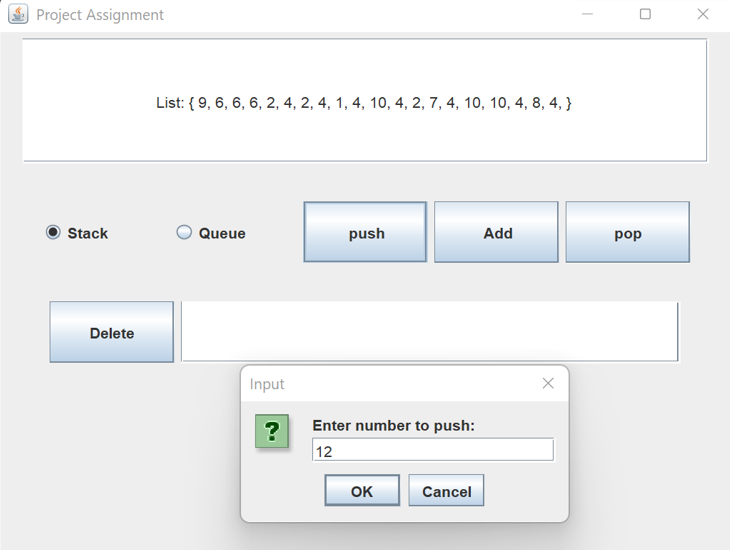 Project Assignment
List: { 9, 6, 6, 6, 2, 4, 2, 4, 1, 4, 10, 4, 2, 7, 4, 10, 10, 4, 8, 4, }
Stack Queue push Add pop
Delete
Input
?
Enter number to push:
12
OK Cancel